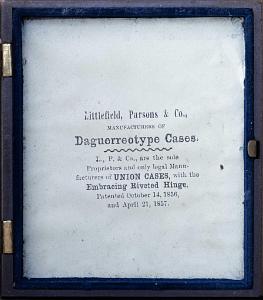 Littlefield, Parsons & Co.,
MANUFACTURERS OF
Daguerreotype Cases.
L., P. & Co., are the sole
Proprietors and only legal Manu-
facturers of UNION CASES, with the
Embracing Riveted Hinge.
Patented October 14, 1856,
and April 21, 1857.